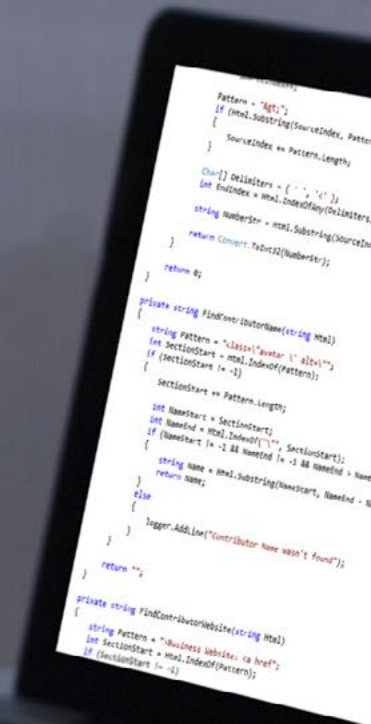 Pattern = "&gt;";
if (Html.Substring(SourceIndex, Patter
{
SourceIndex += Pattern.Length;
}
Char[] Delimiters = { ' ', '<' };
int EndIndex = Html.IndexOfAny(Delimiters
string NumberStr = Html.Substring(SourceInd
return Convert.ToInt32(NumberStr);
}
return 0;
}
private string FindContributorName(string Html)
{
string Pattern = "class=\"avatar \" alt=\"";
int SectionStart = Html.IndexOf(Pattern);
if (SectionStart != -1)
{
SectionStart += Pattern.Length;
int NameStart = SectionStart;
int NameEnd = Html.IndexOf("\"", SectionStart);
if (NameStart != -1 && NameEnd != -1 && NameEnd > Name
{
string Name = Html.Substring(NameStart, NameEnd - N
return Name;
}
else
{
logger.AddLine("Contributor Name wasn't found");
}
}
return "";
}
private string FindContributorWebsite(string Html)
{
string Pattern = ">Business Website: <a href";
int SectionStart = Html.IndexOf(Pattern);
if (SectionStart != -1)